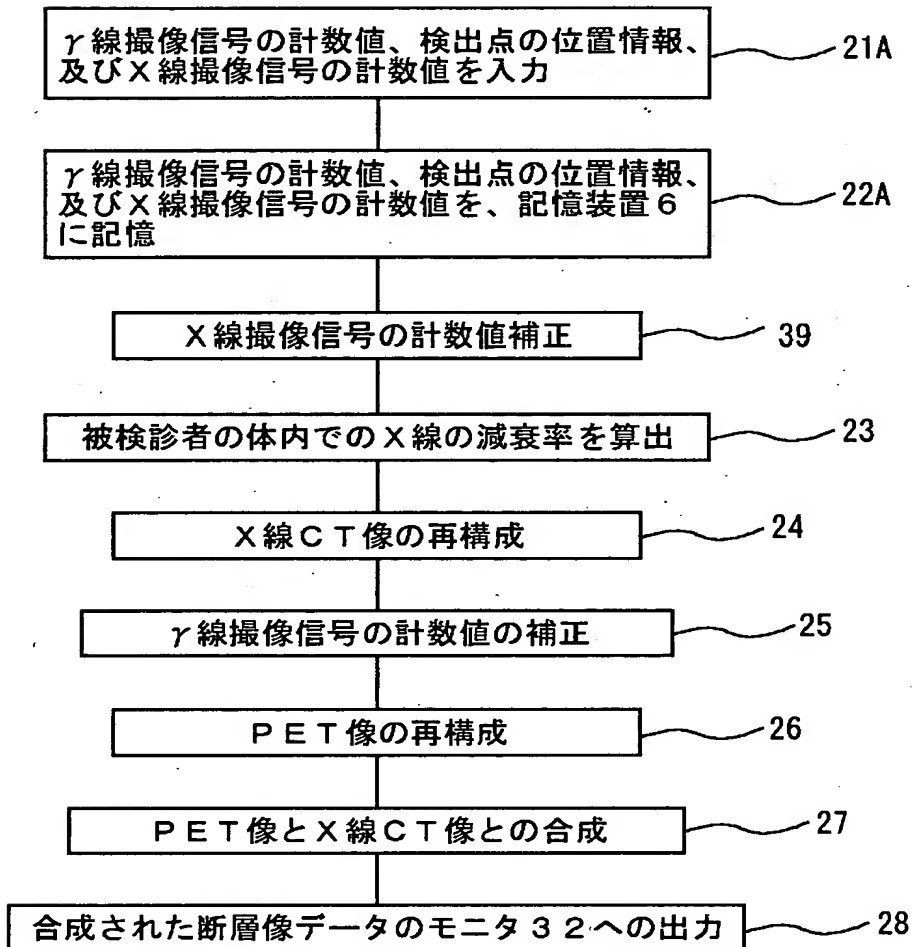 γ線撮像信号の計数値、検出点の位置情報、
及びX線撮像信号の計数値を入力
21A
γ線撮像信号の計数値、検出点の位置情報、
及びX線撮像信号の計数値を、記憶装置6
に記憶
22A
X線撮像信号の計数値補正
39
被検診者の体内でのX線の減衰率を算出
23
X線CT像の再構成
24
γ線撮像信号の計数値の補正
25
PET像の再構成
26
PET像とX線CT像との合成
27
合成された断層像データのモニタ32への出力
28